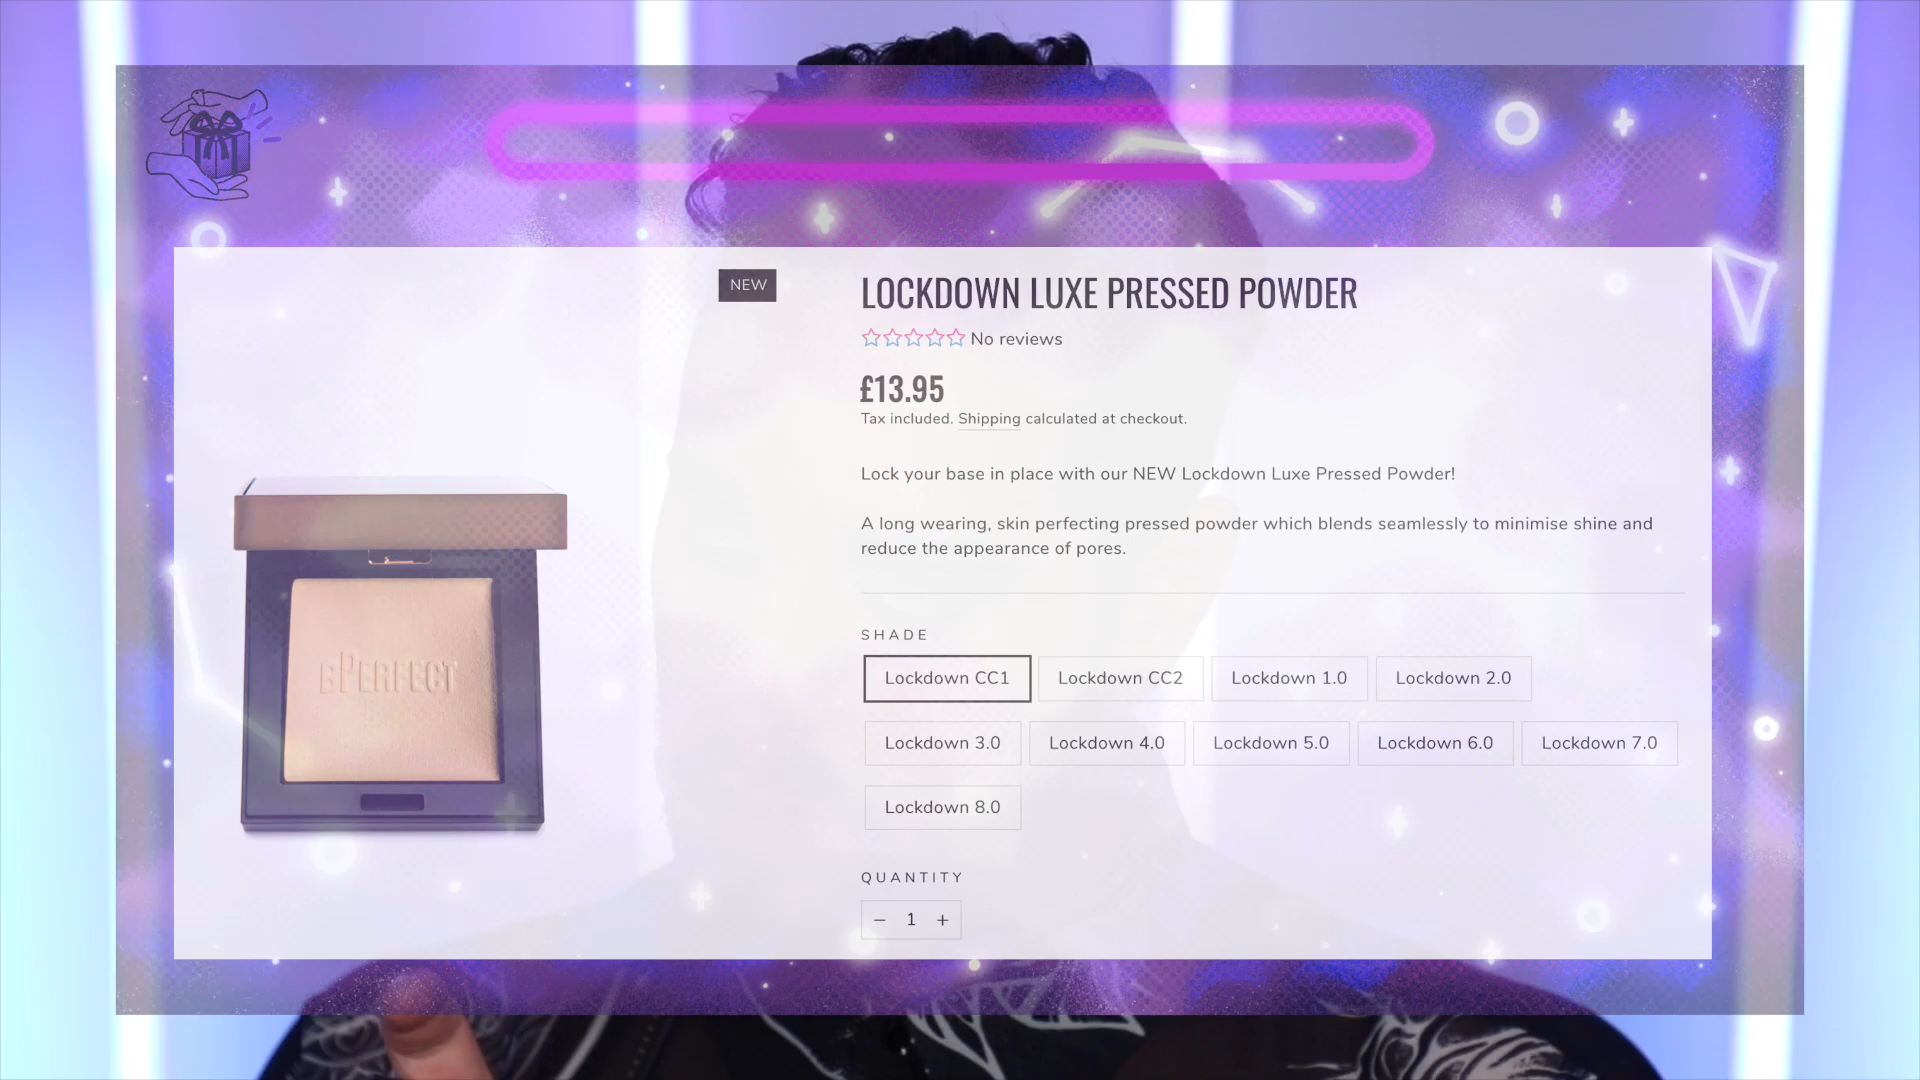 NEW
LOCKDOWN LUXE PRESSED POWDER
No reviews
£13.95
Tax included. Shipping calculated at checkout.
Lock your base in place with our NEW Lockdown Luxe Pressed Powder!
A long wearing, skin perfecting pressed powder which blends seamlessly to minimise shine and
reduce the appearance of pores.
BPERFECT
SHADE
Lockdown CC1 Lockdown CC2 Lockdown 1.0 Lockdown 2.0
Lockdown 3.0 Lockdown 4.0 Lockdown 5.0 Lockdown 6.0 Lockdown 7.0
Lockdown 8.0
QUANTITY
− 1 +